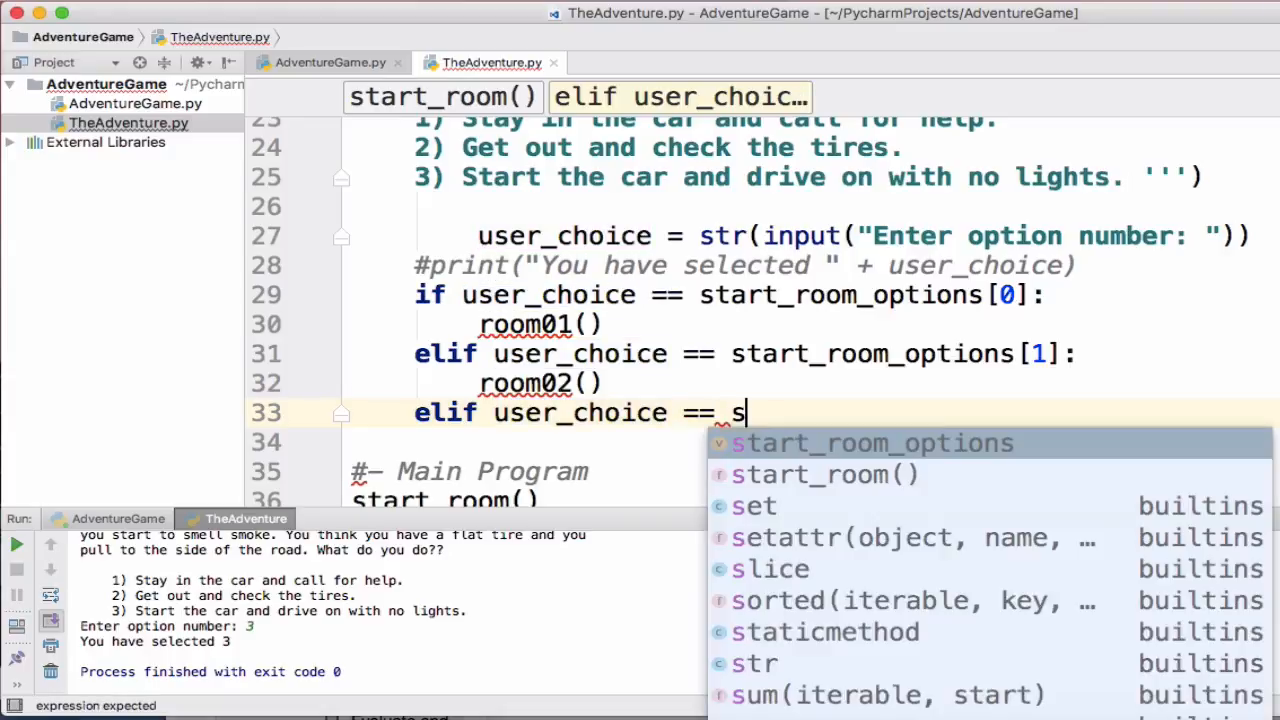 TheAdventure.py - AdventureGame - [~/PycharmProjects/AdventureGame]
AdventureGame TheAdventure.py
Project AdventureGame.py TheAdventure.py
AdventureGame ~/Pycharm
AdventureGame.py
TheAdventure.py
External Libraries
start_room() elif user_choic…
23 1) Stay in the car and call for help.
24 2) Get out and check the tires.
25 3) Start the car and drive on with no lights. ''')
26
27 user_choice = str(input("Enter option number: "))
28 #print("You have selected " + user_choice)
29 if user_choice == start_room_options[0]:
30 room01()
31 elif user_choice == start_room_options[1]:
32 room02()
33 elif user_choice == s
34
35 #- Main Program
36 start_room()
start_room_options
start_room()
set builtins
setattr(object, name, … builtins
slice builtins
sorted(iterable, key, … builtins
staticmethod builtins
str builtins
sum(iterable, start) builtins
Run: AdventureGame TheAdventure
you start to smell smoke. You think you have a flat tire and you
pull to the side of the road. What do you do??
1) Stay in the car and call for help.
2) Get out and check the tires.
3) Start the car and drive on with no lights.
Enter option number: 3
You have selected 3
Process finished with exit code 0
expression expected